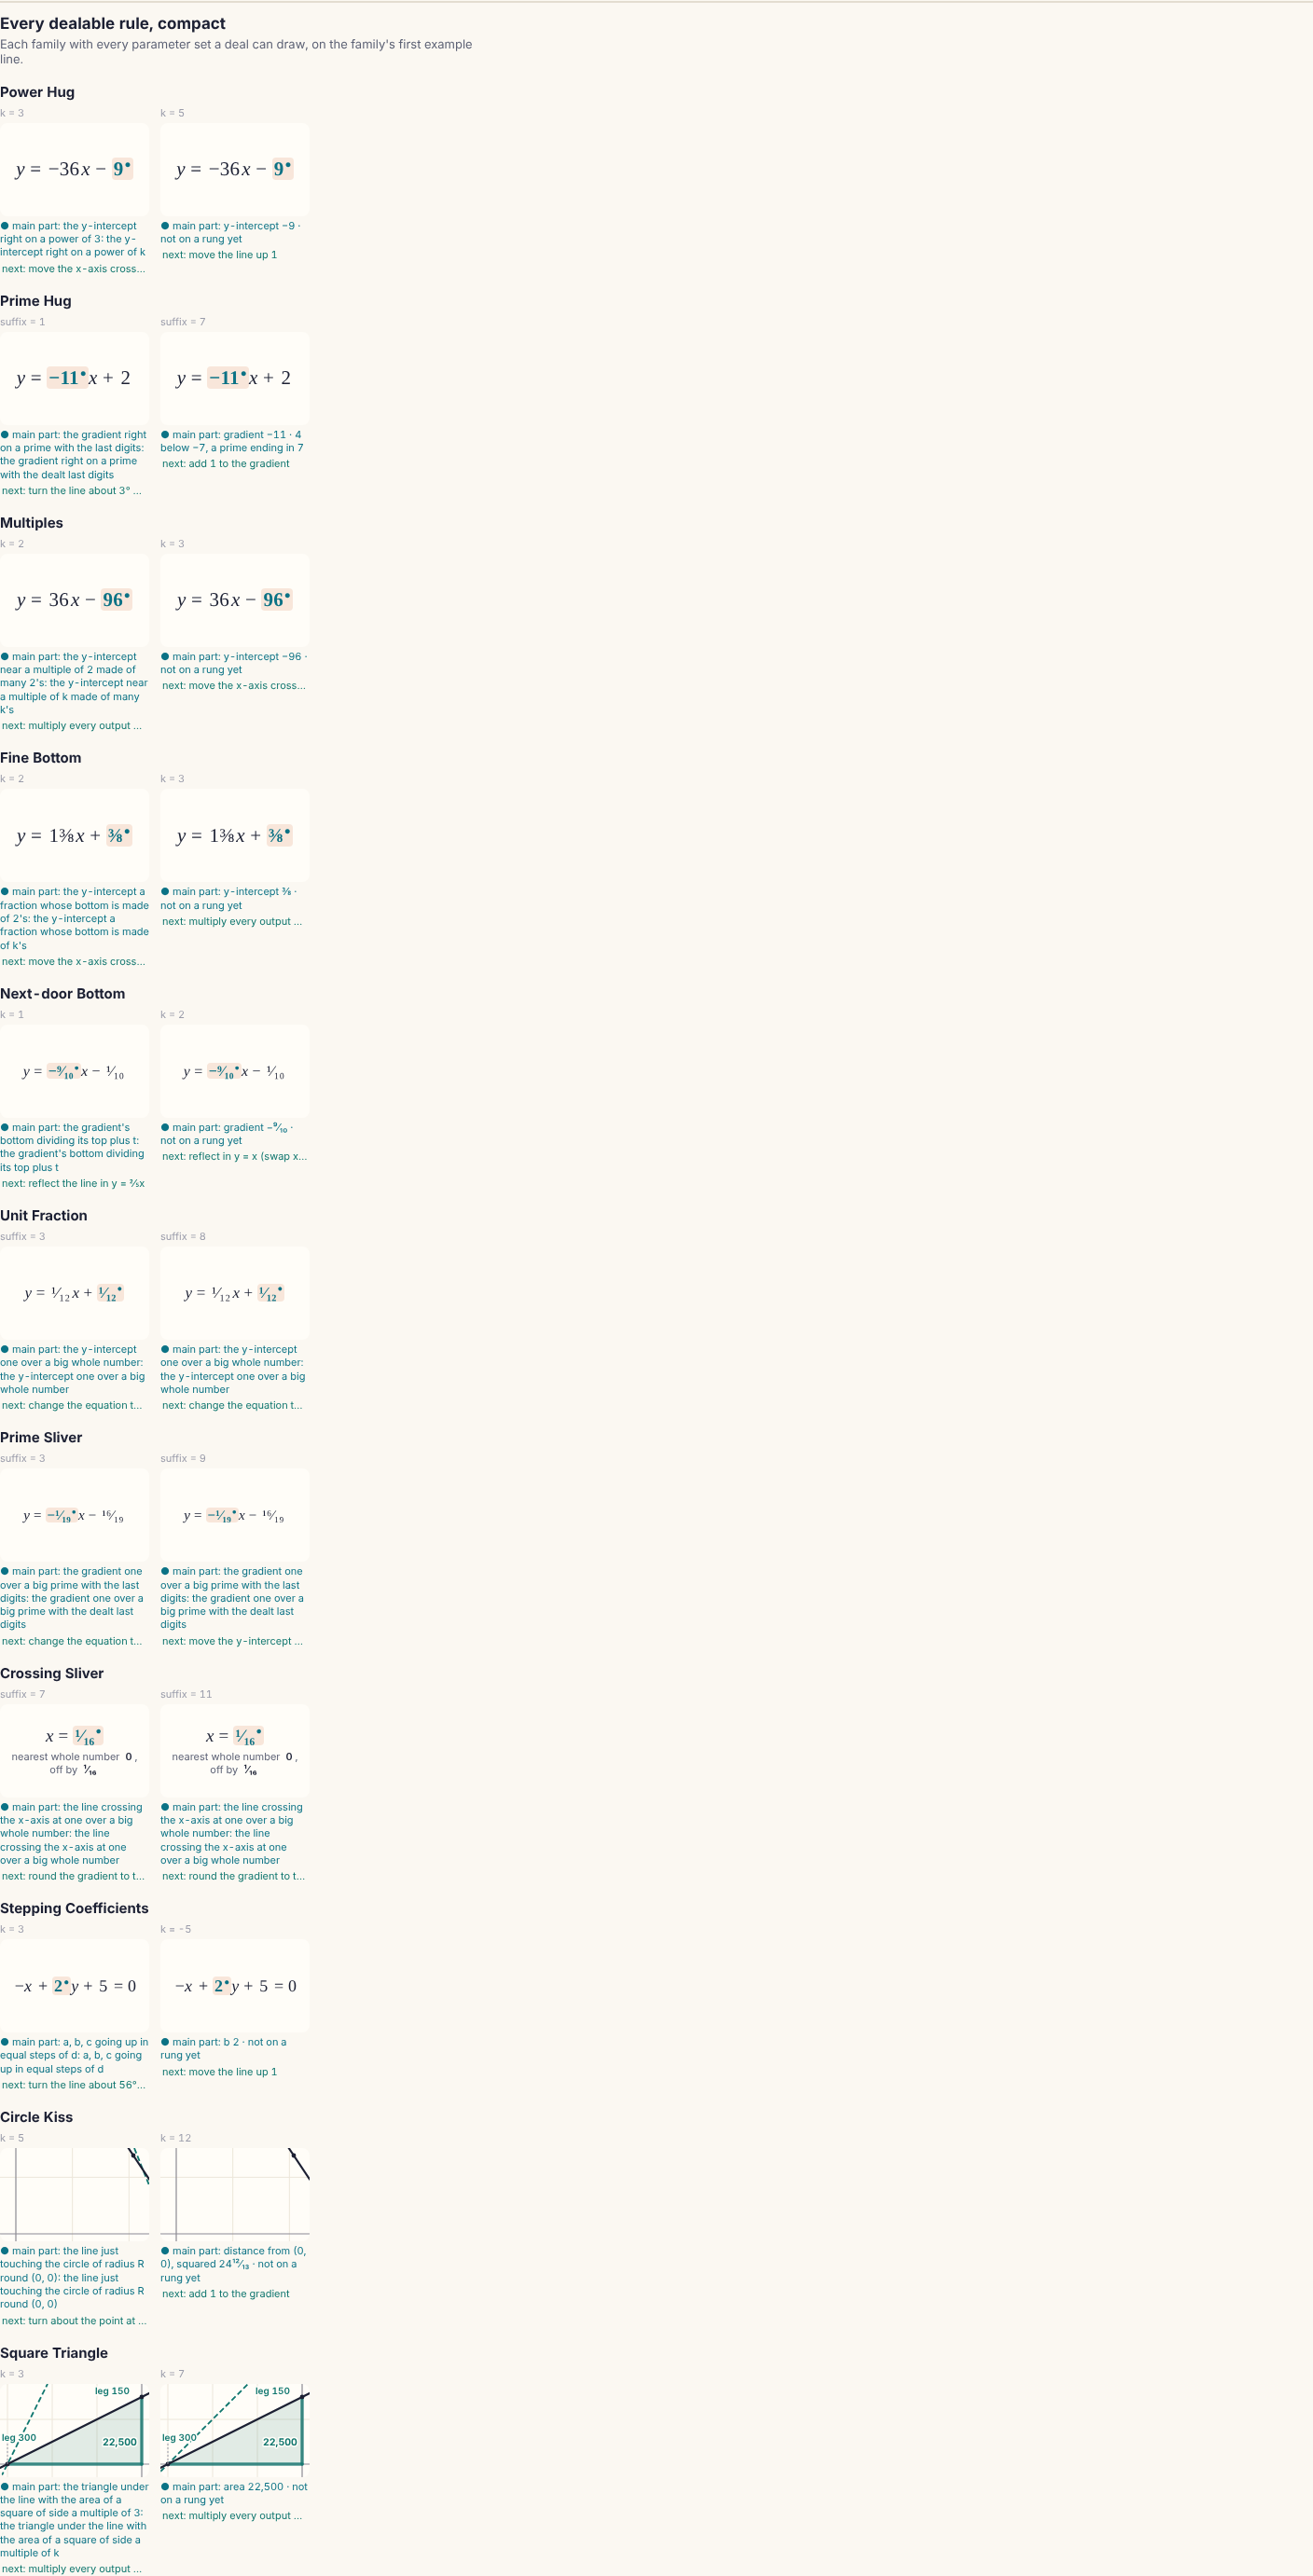 Every dealable rule, compact
Each family with every parameter set a deal can draw, on the family's first example
line.
Power Hug
k = 3
y = −36x − 9•
● main part: the y-intercept
right on a power of 3: the y-
intercept right on a power of k
next: move the x-axis cross…
k = 5
y = −36x − 9•
● main part: y-intercept −9 ·
not on a rung yet
next: move the line up 1
Prime Hug
suffix = 1
y = −11•x + 2
● main part: the gradient right
on a prime with the last digits:
the gradient right on a prime
with the dealt last digits
next: turn the line about 3° …
suffix = 7
y = −11•x + 2
● main part: gradient −11 · 4
below −7, a prime ending in 7
next: add 1 to the gradient
Multiples
k = 2
y = 36x − 96•
● main part: the y-intercept
near a multiple of 2 made of
many 2's: the y-intercept near
a multiple of k made of many
k's
next: multiply every output …
k = 3
y = 36x − 96•
● main part: y-intercept −96 ·
not on a rung yet
next: move the x-axis cross…
Fine Bottom
k = 2
y = 1⅜x + ⅜•
● main part: the y-intercept a
fraction whose bottom is made
of 2's: the y-intercept a
fraction whose bottom is made
of k's
next: move the x-axis cross…
k = 3
y = 1⅜x + ⅜•
● main part: y-intercept ⅜ ·
not on a rung yet
next: multiply every output …
Next-door Bottom
k = 1
y = −⁹⁄₁₀•x − ¹⁄₁₀
● main part: the gradient's
bottom dividing its top plus t:
the gradient's bottom dividing
its top plus t
next: reflect the line in y = ⅖x
k = 2
y = −⁹⁄₁₀•x − ¹⁄₁₀
● main part: gradient −⁹⁄₁₀ ·
not on a rung yet
next: reflect in y = x (swap x…
Unit Fraction
suffix = 3
y = ¹⁄₁₂x + ¹⁄₁₂•
● main part: the y-intercept
one over a big whole number:
the y-intercept one over a big
whole number
next: change the equation t…
suffix = 8
y = ¹⁄₁₂x + ¹⁄₁₂•
● main part: the y-intercept
one over a big whole number:
the y-intercept one over a big
whole number
next: change the equation t…
Prime Sliver
suffix = 3
y = −¹⁄₁₉•x − ¹⁶⁄₁₉
● main part: the gradient one
over a big prime with the last
digits: the gradient one over a
big prime with the dealt last
digits
next: change the equation t…
suffix = 9
y = −¹⁄₁₉•x − ¹⁶⁄₁₉
● main part: the gradient one
over a big prime with the last
digits: the gradient one over a
big prime with the dealt last
digits
next: move the y-intercept …
Crossing Sliver
suffix = 7
x = ¹⁄₁₆•
nearest whole number 0 ,
off by ¹⁄₁₆
● main part: the line crossing
the x-axis at one over a big
whole number: the line
crossing the x-axis at one
over a big whole number
next: round the gradient to t…
suffix = 11
x = ¹⁄₁₆•
nearest whole number 0 ,
off by ¹⁄₁₆
● main part: the line crossing
the x-axis at one over a big
whole number: the line
crossing the x-axis at one
over a big whole number
next: round the gradient to t…
Stepping Coefficients
k = 3
−x + 2•y + 5 = 0
● main part: a, b, c going up in
equal steps of d: a, b, c going
up in equal steps of d
next: turn the line about 56°…
k = -5
−x + 2•y + 5 = 0
● main part: b 2 · not on a
rung yet
next: move the line up 1
Circle Kiss
k = 5
● main part: the line just
touching the circle of radius R
round (0, 0): the line just
touching the circle of radius R
round (0, 0)
next: turn about the point at …
k = 12
● main part: distance from (0,
0), squared 24¹²⁄₁₃ · not on a
rung yet
next: add 1 to the gradient
Square Triangle
k = 3
leg 150
leg 300
22,500
● main part: the triangle under
the line with the area of a
square of side a multiple of 3:
the triangle under the line with
the area of a square of side a
multiple of k
next: multiply every output …
k = 7
leg 150
leg 300
22,500
● main part: area 22,500 · not
on a rung yet
next: multiply every output …